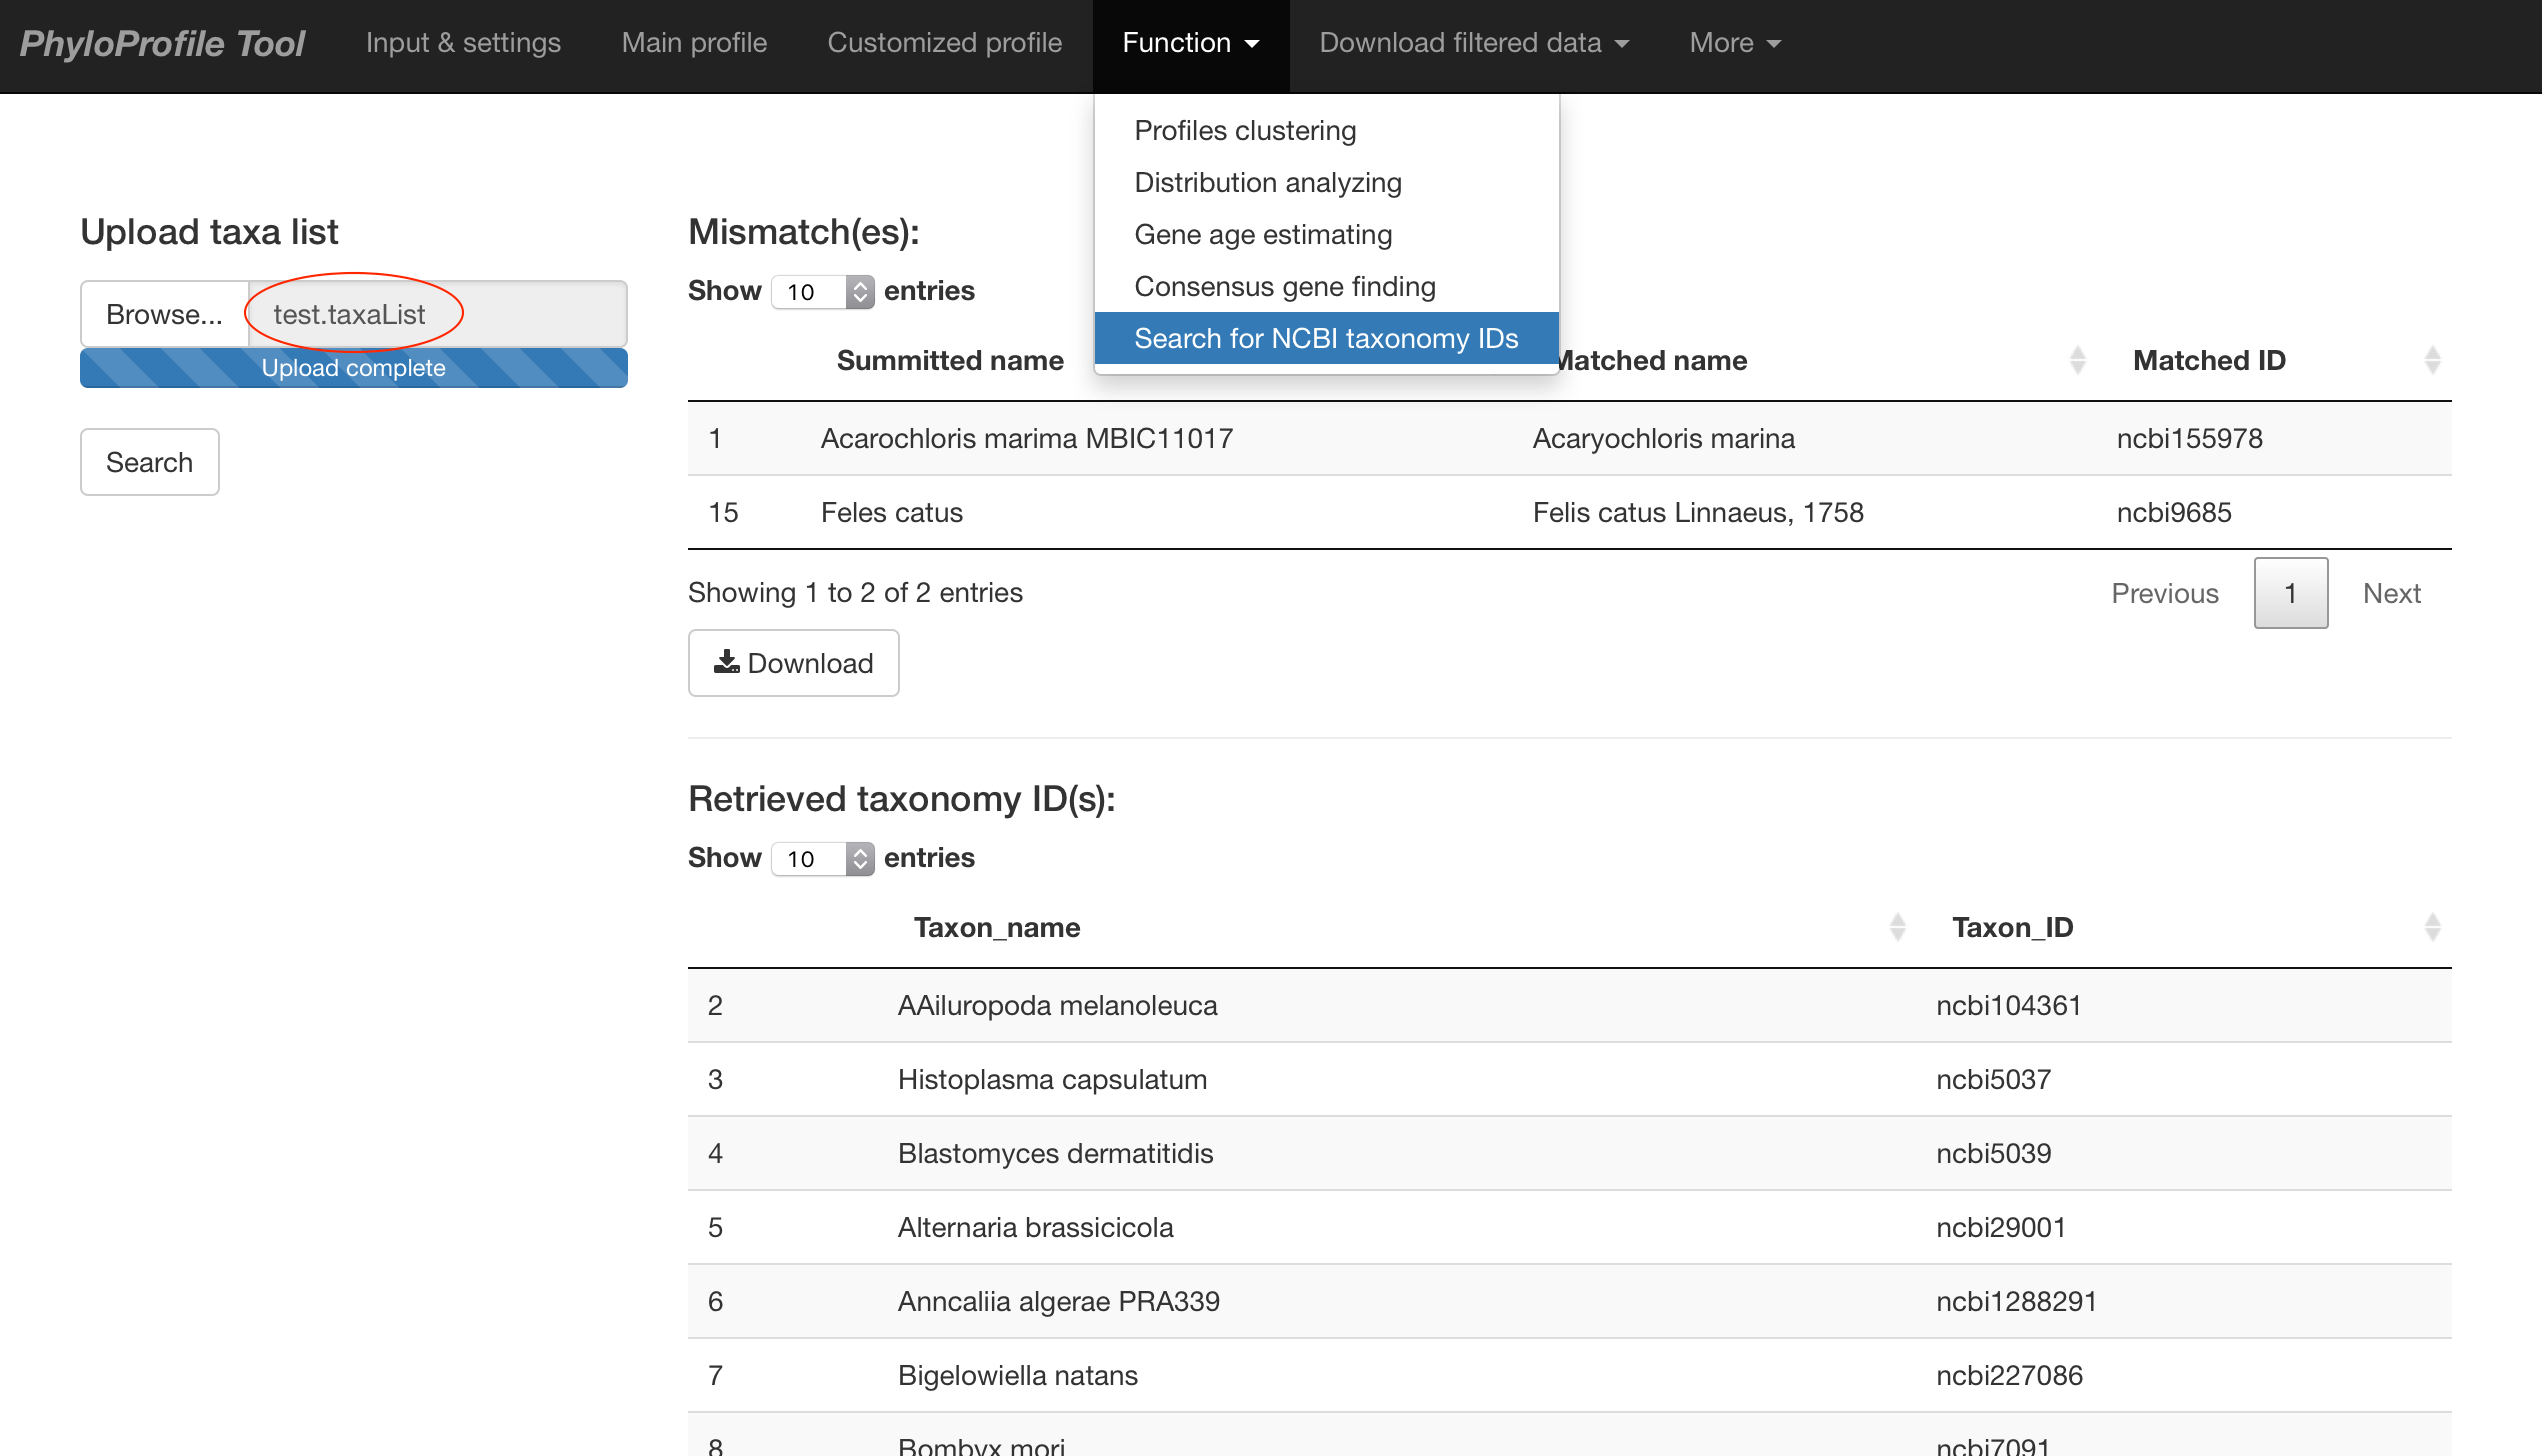 PhyloProfile Tool Input & settings Main profile Customized profile Function Download filtered data More
Profiles clustering
Distribution analyzing
Gene age estimating
Consensus gene finding
Search for NCBI taxonomy IDs
Upload taxa list
Browse... test.taxaList
Upload complete
Search
Mismatch(es):
Show 10 entries
Summitted name Matched name Matched ID
1 Acarochloris marima MBIC11017 Acaryochloris marina ncbi155978
15 Feles catus Felis catus Linnaeus, 1758 ncbi9685
Showing 1 to 2 of 2 entries
Previous 1 Next
Download
Retrieved taxonomy ID(s):
Show 10 entries
Taxon_name Taxon_ID
2 AAiluropoda melanoleuca ncbi104361
3 Histoplasma capsulatum ncbi5037
4 Blastomyces dermatitidis ncbi5039
5 Alternaria brassicicola ncbi29001
6 Anncaliia algerae PRA339 ncbi1288291
7 Bigelowiella natans ncbi227086
8 Bombyx mori ncbi7091